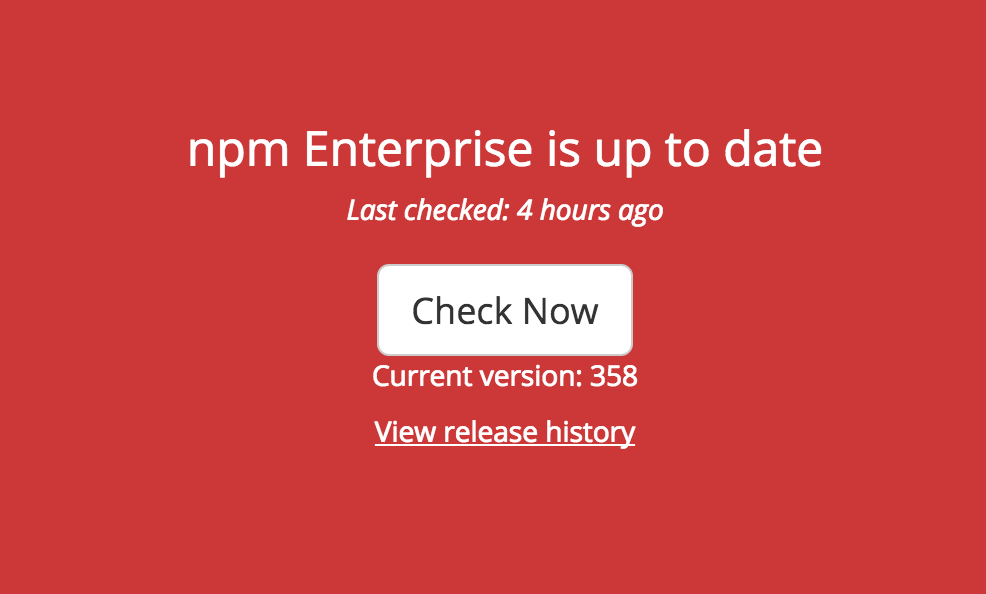 npm Enterprise is up to date
Last checked: 4 hours ago
Check Now
Current version: 358
View release history